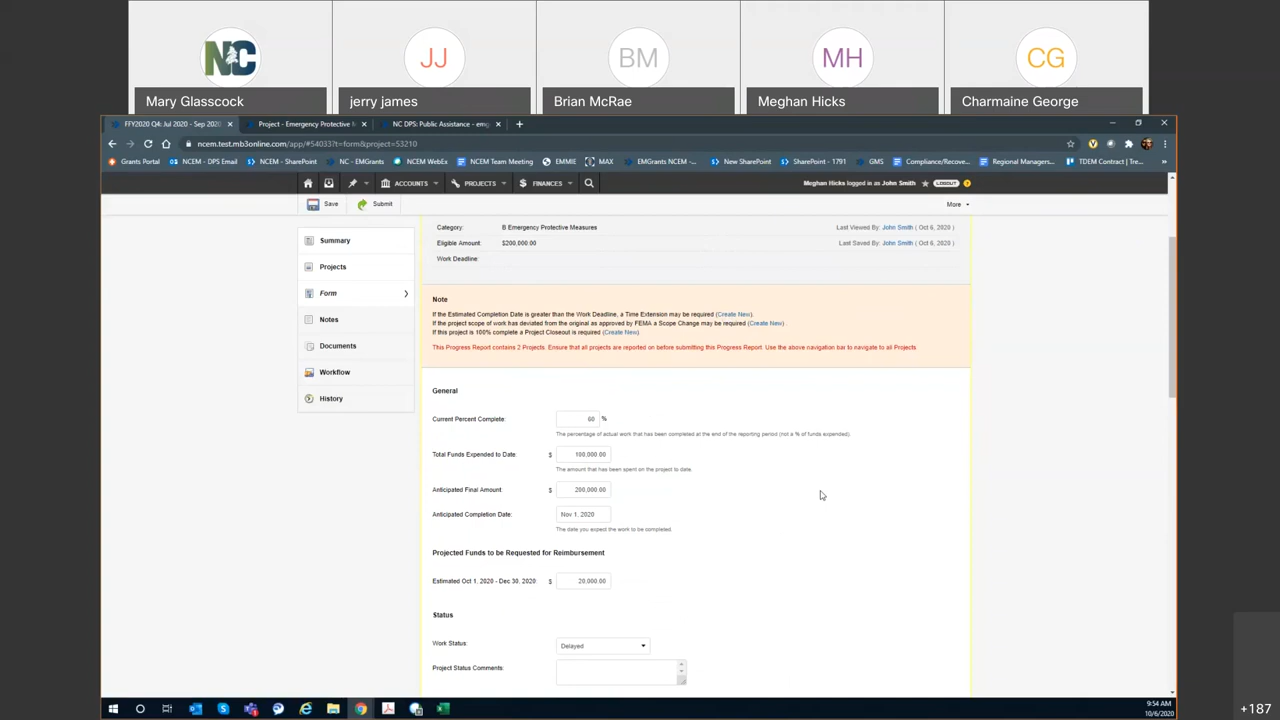 NC
JJ
BM
MH
CG
Mary Glasscock
jerry james
Brian McRae
Meghan Hicks
Charmaine George
FFY2020 Q4: Jul 2020 - Sep 2020 ×
Project - Emergency Protective M ×
NC DPS: Public Assistance - emg ×
ncem.test.mb3online.com/app/#54033?t=form&project=53210
Grants Portal
NCEM - DPS Email
NCEM - SharePoint
NC - EMGrants
NCEM WebEx
NCEM Team Meeting
EMMIE
MAX
EMGrants NCEM -...
New SharePoint
SharePoint - 1791
GMS
Compliance/Recove...
Regional Managers...
TDEM Contract | Tre...
ACCOUNTS
PROJECTS
$ FINANCES
Meghan Hicks logged in as John Smith
LOGOUT
Save
Submit
More
Summary
Projects
Form
Notes
Documents
Workflow
History
Category: B Emergency Protective Measures
Last Viewed By: John Smith ( Oct 6, 2020 )
Eligible Amount: $200,000.00
Last Saved By: John Smith ( Oct 6, 2020 )
Work Deadline:
Note
If the Estimated Completion Date is greater than the Work Deadline, a Time Extension may be required (Create New).
If the project scope of work has deviated from the original as approved by FEMA a Scope Change may be required (Create New) .
If this project is 100% complete a Project Closeout is required (Create New).
This Progress Report contains 2 Projects. Ensure that all projects are reported on before submitting this Progress Report. Use the above navigation bar to navigate to all Projects.
General
Current Percent Complete: 60 %
The percentage of actual work that has been completed at the end of the reporting period (not a % of funds expended).
Total Funds Expended to Date: $ 100,000.00
The amount that has been spent on the project to date.
Anticipated Final Amount: $ 200,000.00
Anticipated Completion Date: Nov 1, 2020
The date you expect the work to be completed.
Projected Funds to be Requested for Reimbursement
Estimated Oct 1, 2020 - Dec 30, 2020: $ 20,000.00
Status
Work Status: Delayed
Project Status Comments:
9:54 AM
10/6/2020
+187